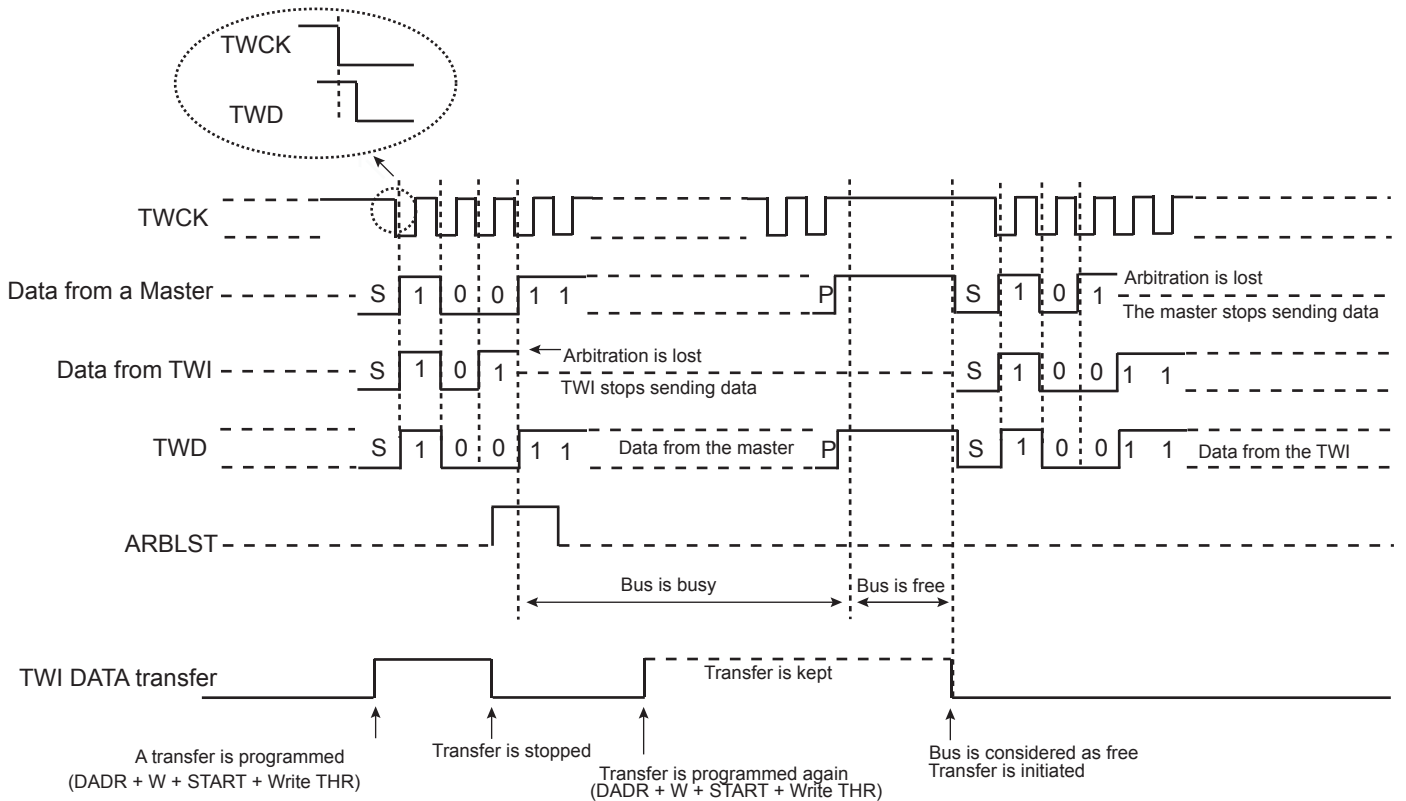 TWCK
TWD
TWCK
Data from a Master S 1 0 0 1 1 P S 1 0 1 Arbitration is lost
The master stops sending data
Data from TWI S 1 0 1 Arbitration is lost S 1 0 0 1 1
TWI stops sending data
TWD S 1 0 0 1 1 Data from the master P S 1 0 0 1 1 Data from the TWI
ARBLST
Bus is busy Bus is free
TWI DATA transfer Transfer is kept
A transfer is programmed
(DADR + W + START + Write THR)
Transfer is stopped
Transfer is programmed again
(DADR + W + START + Write THR)
Bus is considered as free
Transfer is initiated